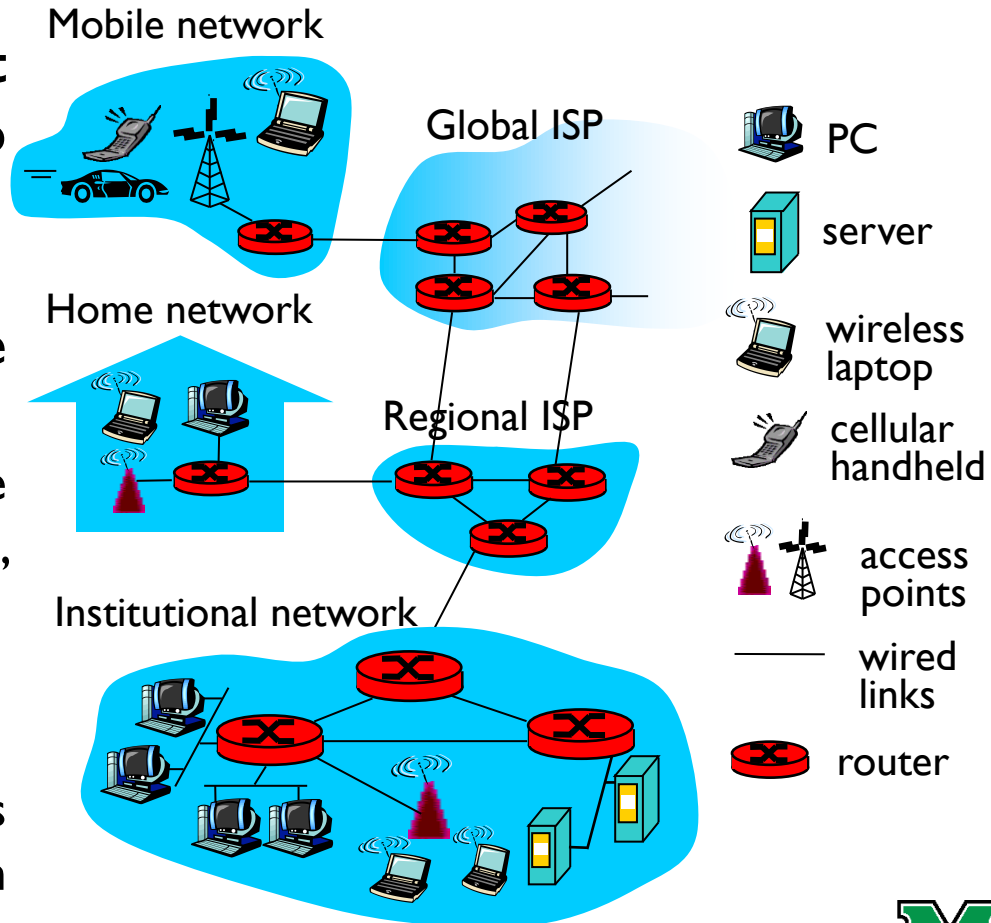 Mobile network
t
Global ISP
PC
server
Home network
wireless
laptop
e
Regional ISP
cellular
handheld
e
,
access
points
Institutional network
wired
links
router
s